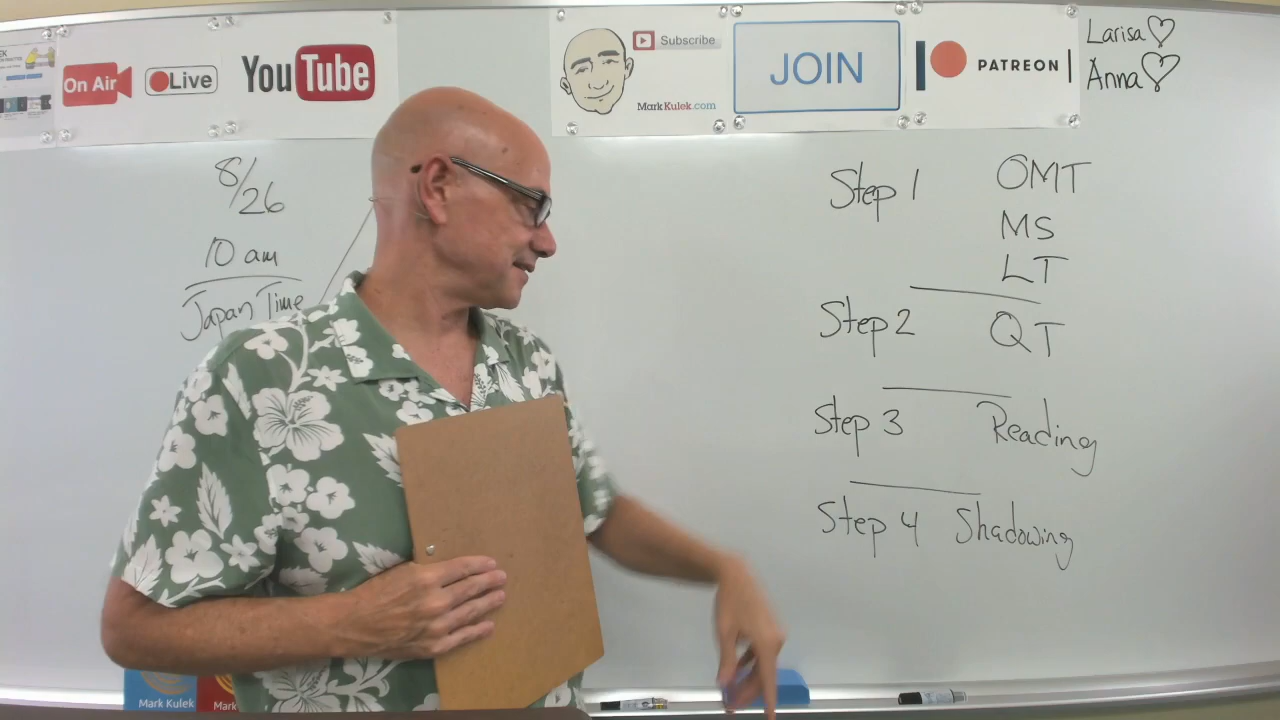 On Air
Live
YouTube
Subscribe
MarkKulek.com
JOIN
PATREON
Larisa♡
Anna♡
8/26
10 am
Japan Time
Step 1 OMT
MS
LT
Step 2 QT
Step 3 Reading
Step 4 Shadowing
Mark Kulek
Mark